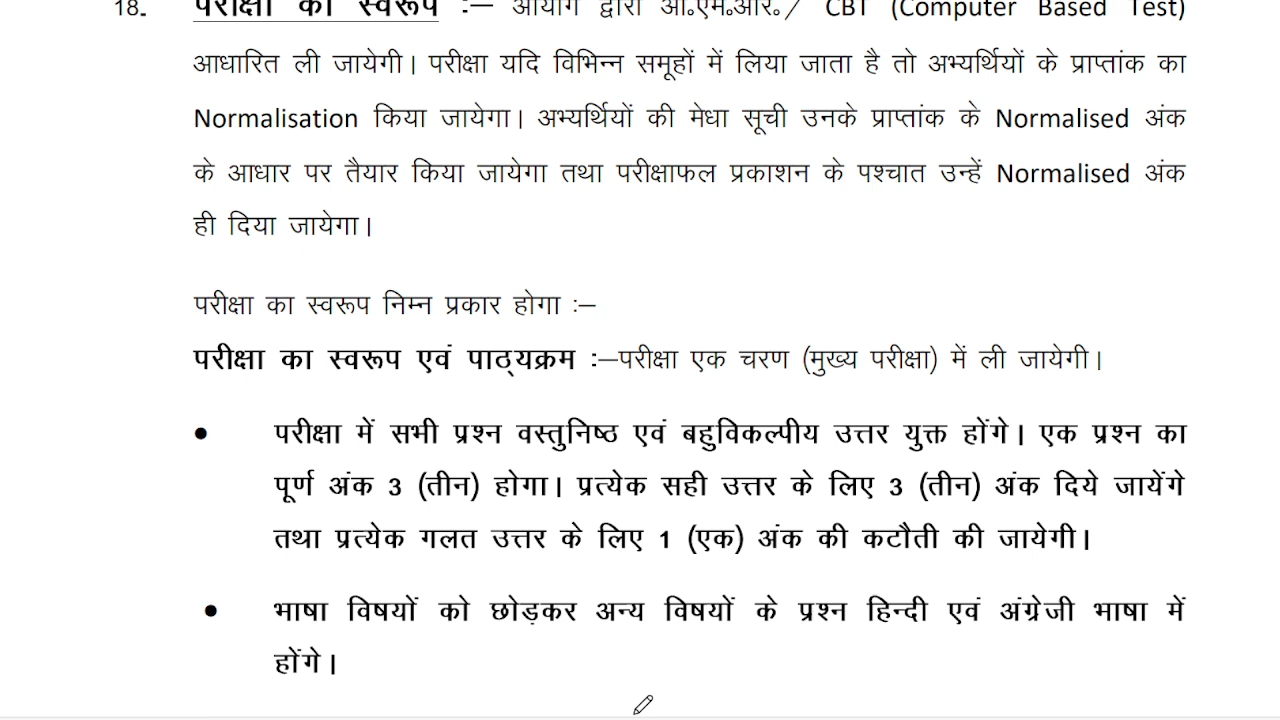 18. परीक्षा का स्वरूप :— आयोग द्वारा ओ॰एम॰आर॰/ CBT (Computer Based Test)
आधारित ली जायेगी। परीक्षा यदि विभिन्न समूहों में लिया जाता है तो अभ्यर्थियों के प्राप्तांक का
Normalisation किया जायेगा। अभ्यर्थियों की मेधा सूची उनके प्राप्तांक के Normalised अंक
के आधार पर तैयार किया जायेगा तथा परीक्षाफल प्रकाशन के पश्चात उन्हें Normalised अंक
ही दिया जायेगा।
परीक्षा का स्वरूप निम्न प्रकार होगा :—
परीक्षा का स्वरूप एवं पाठ्यक्रम :—परीक्षा एक चरण (मुख्य परीक्षा) में ली जायेगी।
• परीक्षा में सभी प्रश्न वस्तुनिष्ठ एवं बहुविकल्पीय उत्तर युक्त होंगे। एक प्रश्न का
पूर्ण अंक 3 (तीन) होगा। प्रत्येक सही उत्तर के लिए 3 (तीन) अंक दिये जायेंगे
तथा प्रत्येक गलत उत्तर के लिए 1 (एक) अंक की कटौती की जायेगी।
• भाषा विषयों को छोड़कर अन्य विषयों के प्रश्न हिन्दी एवं अंग्रेजी भाषा में
होंगे।